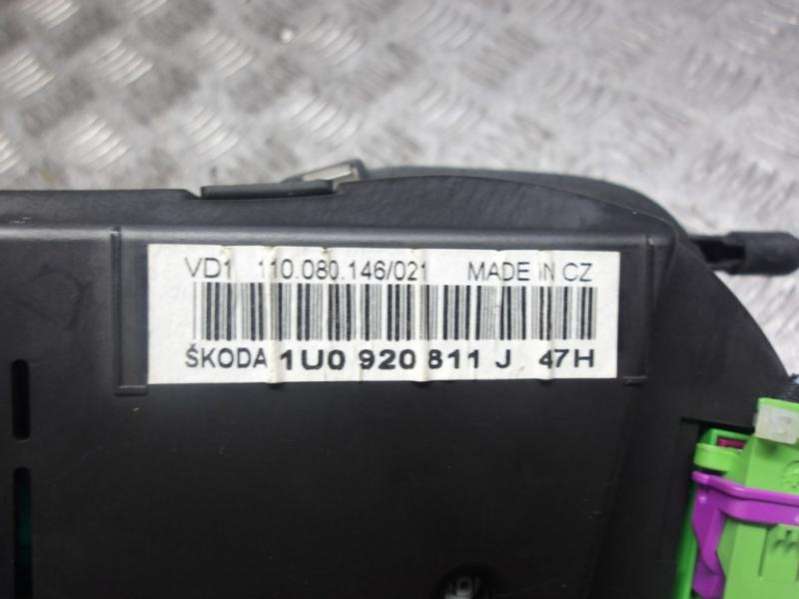 VD1 110.080.146/021 MADE IN CZ
ŠKODA 1U0 920 811 J 47H